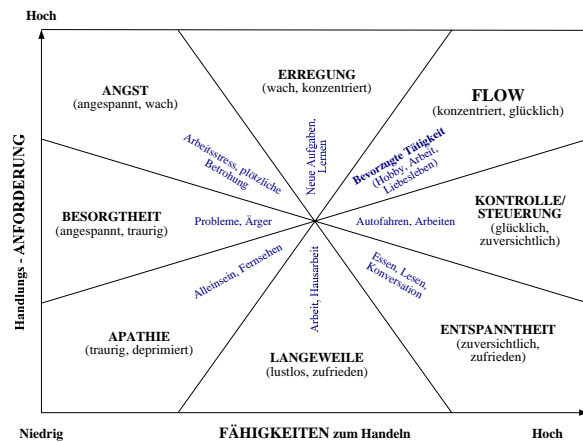 Hoch
Handlungs - ANFORDERUNG
ANGST
(angespannt, wach)
ERREGUNG
(wach, konzentriert)
FLOW
(konzentriert, glücklich)
Arbeitsstress, plötzliche
Betrohung
Neue Aufgaben,
Lernen
Bevorzugte Tätigkeit
(Hobby, Arbeit,
Liebesleben)
BESORGTHEIT
(angespannt, traurig)
Probleme, Ärger
Autofahren, Arbeiten
KONTROLLE/
STEUERUNG
(glücklich,
zuversichtlich)
Alleinsein, Fernsehen
Arbeit, Hausarbeit
Essen, Lesen,
Konversation
APATHIE
(traurig, deprimiert)
LANGEWEILE
(lustlos, zufrieden)
ENTSPANNTHEIT
(zuversichtlich,
zufrieden)
Niedrig
FÄHIGKEITEN zum Handeln
Hoch